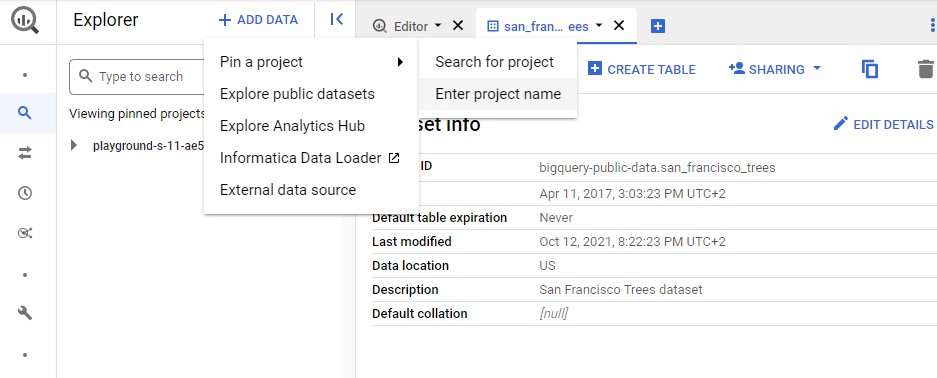 Explorer
+ ADD DATA
Editor
san_fran... ees
Type to search
Viewing pinned projects
playground-s-11-ae5
Pin a project
Explore public datasets
Explore Analytics Hub
Informatica Data Loader
External data source
Search for project
Enter project name
CREATE TABLE
SHARING
set info
EDIT DETAILS
ID bigquery-public-data.san_francisco_trees
Apr 11, 2017, 3:03:23 PM UTC+2
Default table expiration Never
Last modified Oct 12, 2021, 8:22:23 PM UTC+2
Data location US
Description San Francisco Trees dataset
Default collation [null]